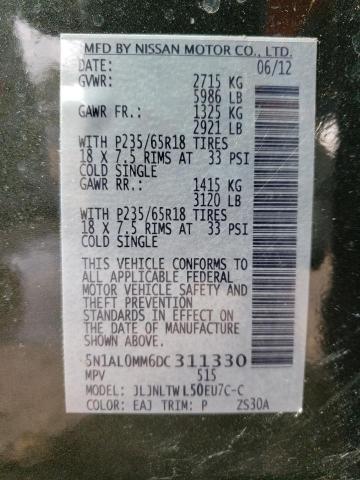 MFD BY NISSAN MOTOR CO., LTD.
DATE: 06/12
GVWR: 2715 KG
5986 LB
GAWR FR.: 1325 KG
2921 LB
WITH P235/65R18 TIRES
18 X 7.5 RIMS AT 33 PSI
COLD SINGLE
GAWR RR.: 1415 KG
3120 LB
WITH P235/65R18 TIRES
18 X 7.5 RIMS AT 33 PSI
COLD SINGLE
THIS VEHICLE CONFORMS TO
ALL APPLICABLE FEDERAL
MOTOR VEHICLE SAFETY AND
THEFT PREVENTION
STANDARDS IN EFFECT ON
THE DATE OF MANUFACTURE
SHOWN ABOVE.
5N1AL0MM6DC311330
MPV 515
MODEL: JLJNLTWL50EU7C-C
COLOR: EAJ TRIM: P ZS30A